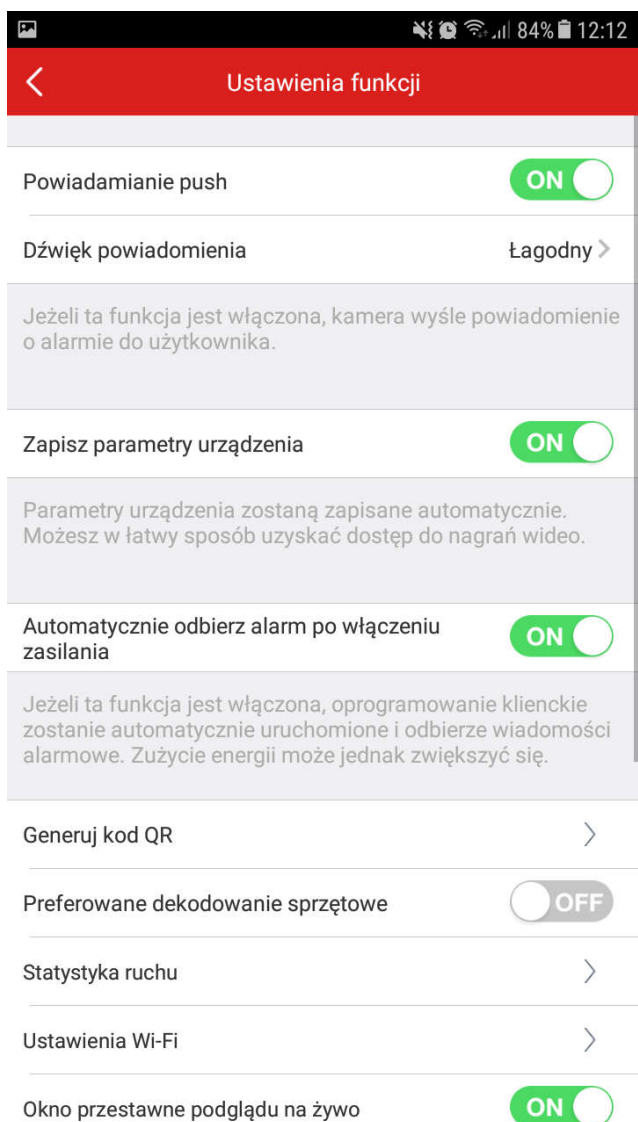 84% 12:12
Ustawienia funkcji
Powiadamianie push ON
Dźwięk powiadomienia Łagodny
Jeżeli ta funkcja jest włączona, kamera wyśle powiadomienie
o alarmie do użytkownika.
Zapisz parametry urządzenia ON
Parametry urządzenia zostaną zapisane automatycznie.
Możesz w łatwy sposób uzyskać dostęp do nagrań wideo.
Automatycznie odbierz alarm po włączeniu
zasilania ON
Jeżeli ta funkcja jest włączona, oprogramowanie klienckie
zostanie automatycznie uruchomione i odbierze wiadomości
alarmowe. Zużycie energii może jednak zwiększyć się.
Generuj kod QR
Preferowane dekodowanie sprzętowe OFF
Statystyka ruchu
Ustawienia Wi-Fi
Okno przestawne podglądu na żywo ON